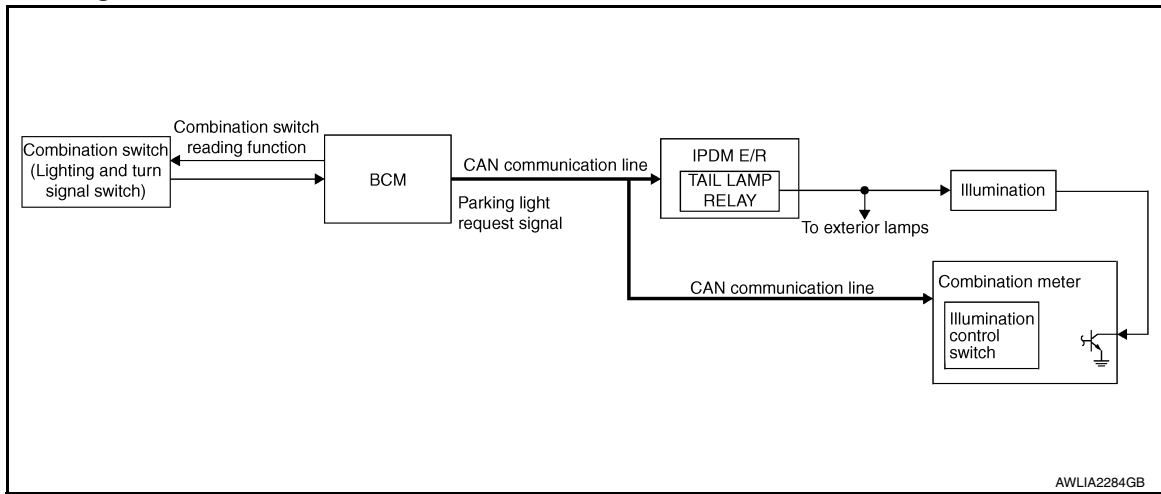 Combination switch
(Lighting and turn
signal switch)
Combination switch
reading function
BCM
CAN communication line
Parking light
request signal
IPDM E/R
TAIL LAMP
RELAY
To exterior lamps
Illumination
CAN communication line
Combination meter
Illumination
control
switch
AWLIA2284GB